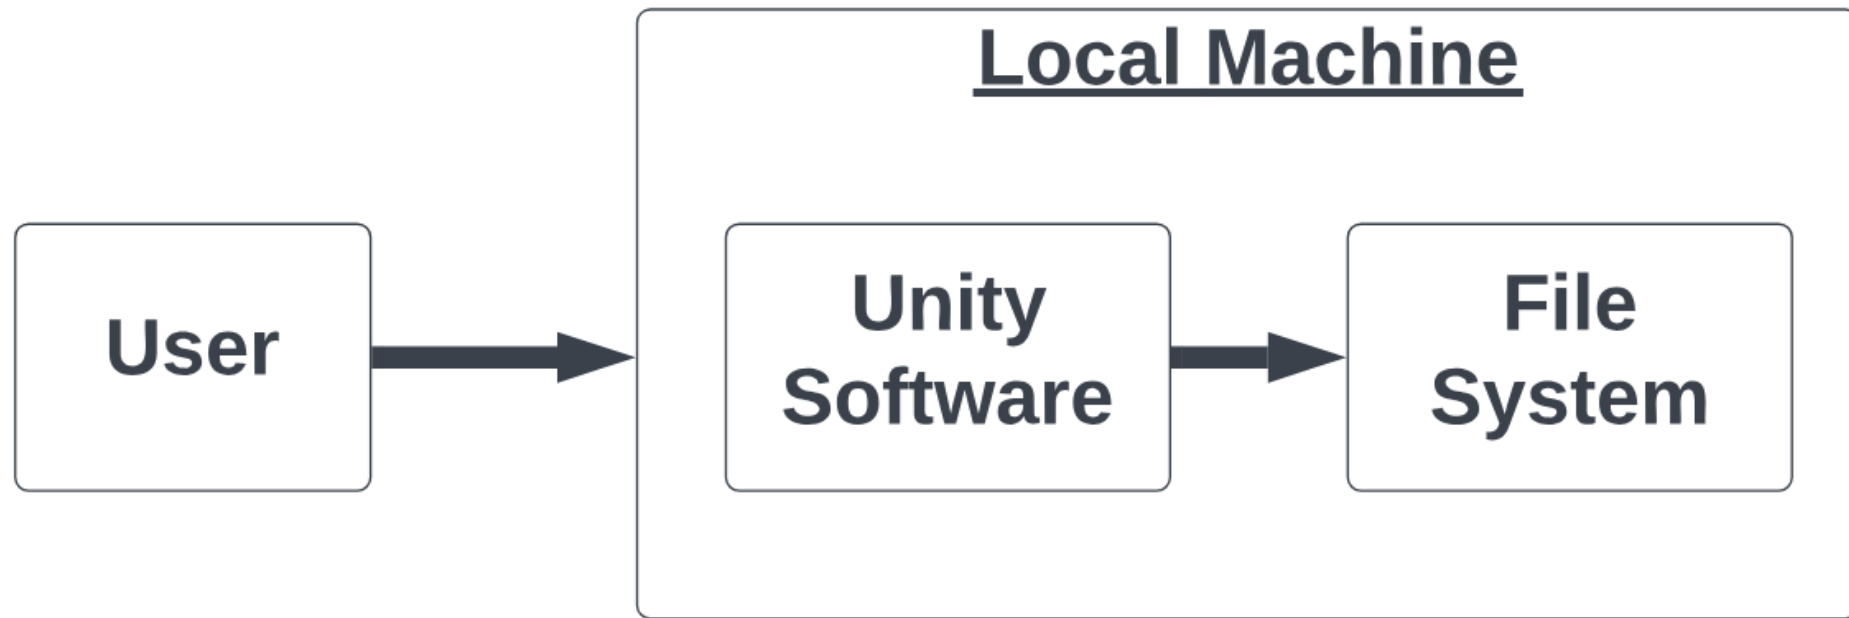 Local Machine
User
Unity
Software
File
System